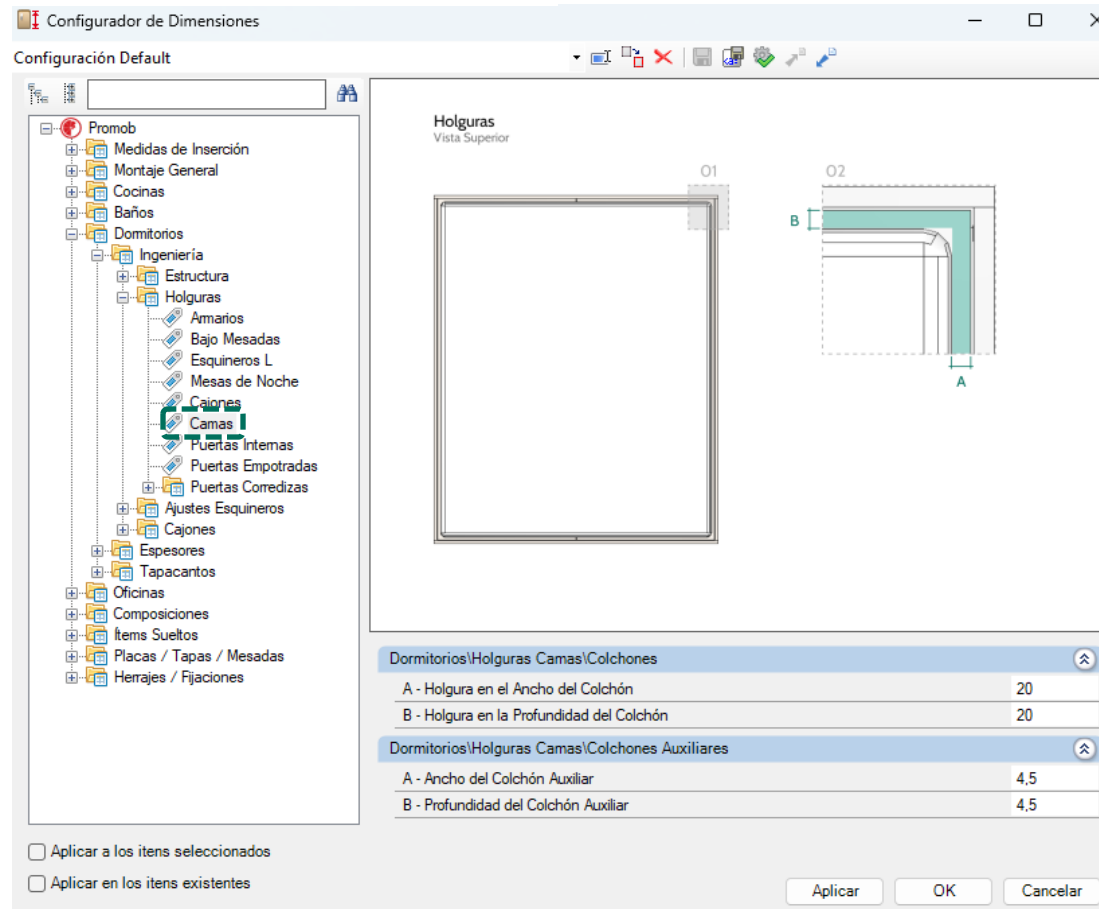 Configurador de Dimensiones
Configuración Default
Promob
Medidas de Inserción
Montaje General
Cocinas
Baños
Dormitorios
Ingeniería
Estructura
Holguras
Armarios
Bajo Mesadas
Esquineros L
Mesas de Noche
Cajones
Camas
Puertas Internas
Puertas Empotradas
Puertas Corredizas
Ajustes Esquineros
Cajones
Espesores
Tapacantos
Oficinas
Composiciones
Ítems Sueltos
Placas / Tapas / Mesadas
Herrajes / Fijaciones
Holguras
Vista Superior
01
02
B
A
Dormitorios\Holguras Camas\Colchones
A - Holgura en el Ancho del Colchón 20
B - Holgura en la Profundidad del Colchón 20
Dormitorios\Holguras Camas\Colchones Auxiliares
A - Ancho del Colchón Auxiliar 4,5
B - Profundidad del Colchón Auxiliar 4,5
Aplicar a los itens seleccionados
Aplicar en los itens existentes
Aplicar OK Cancelar